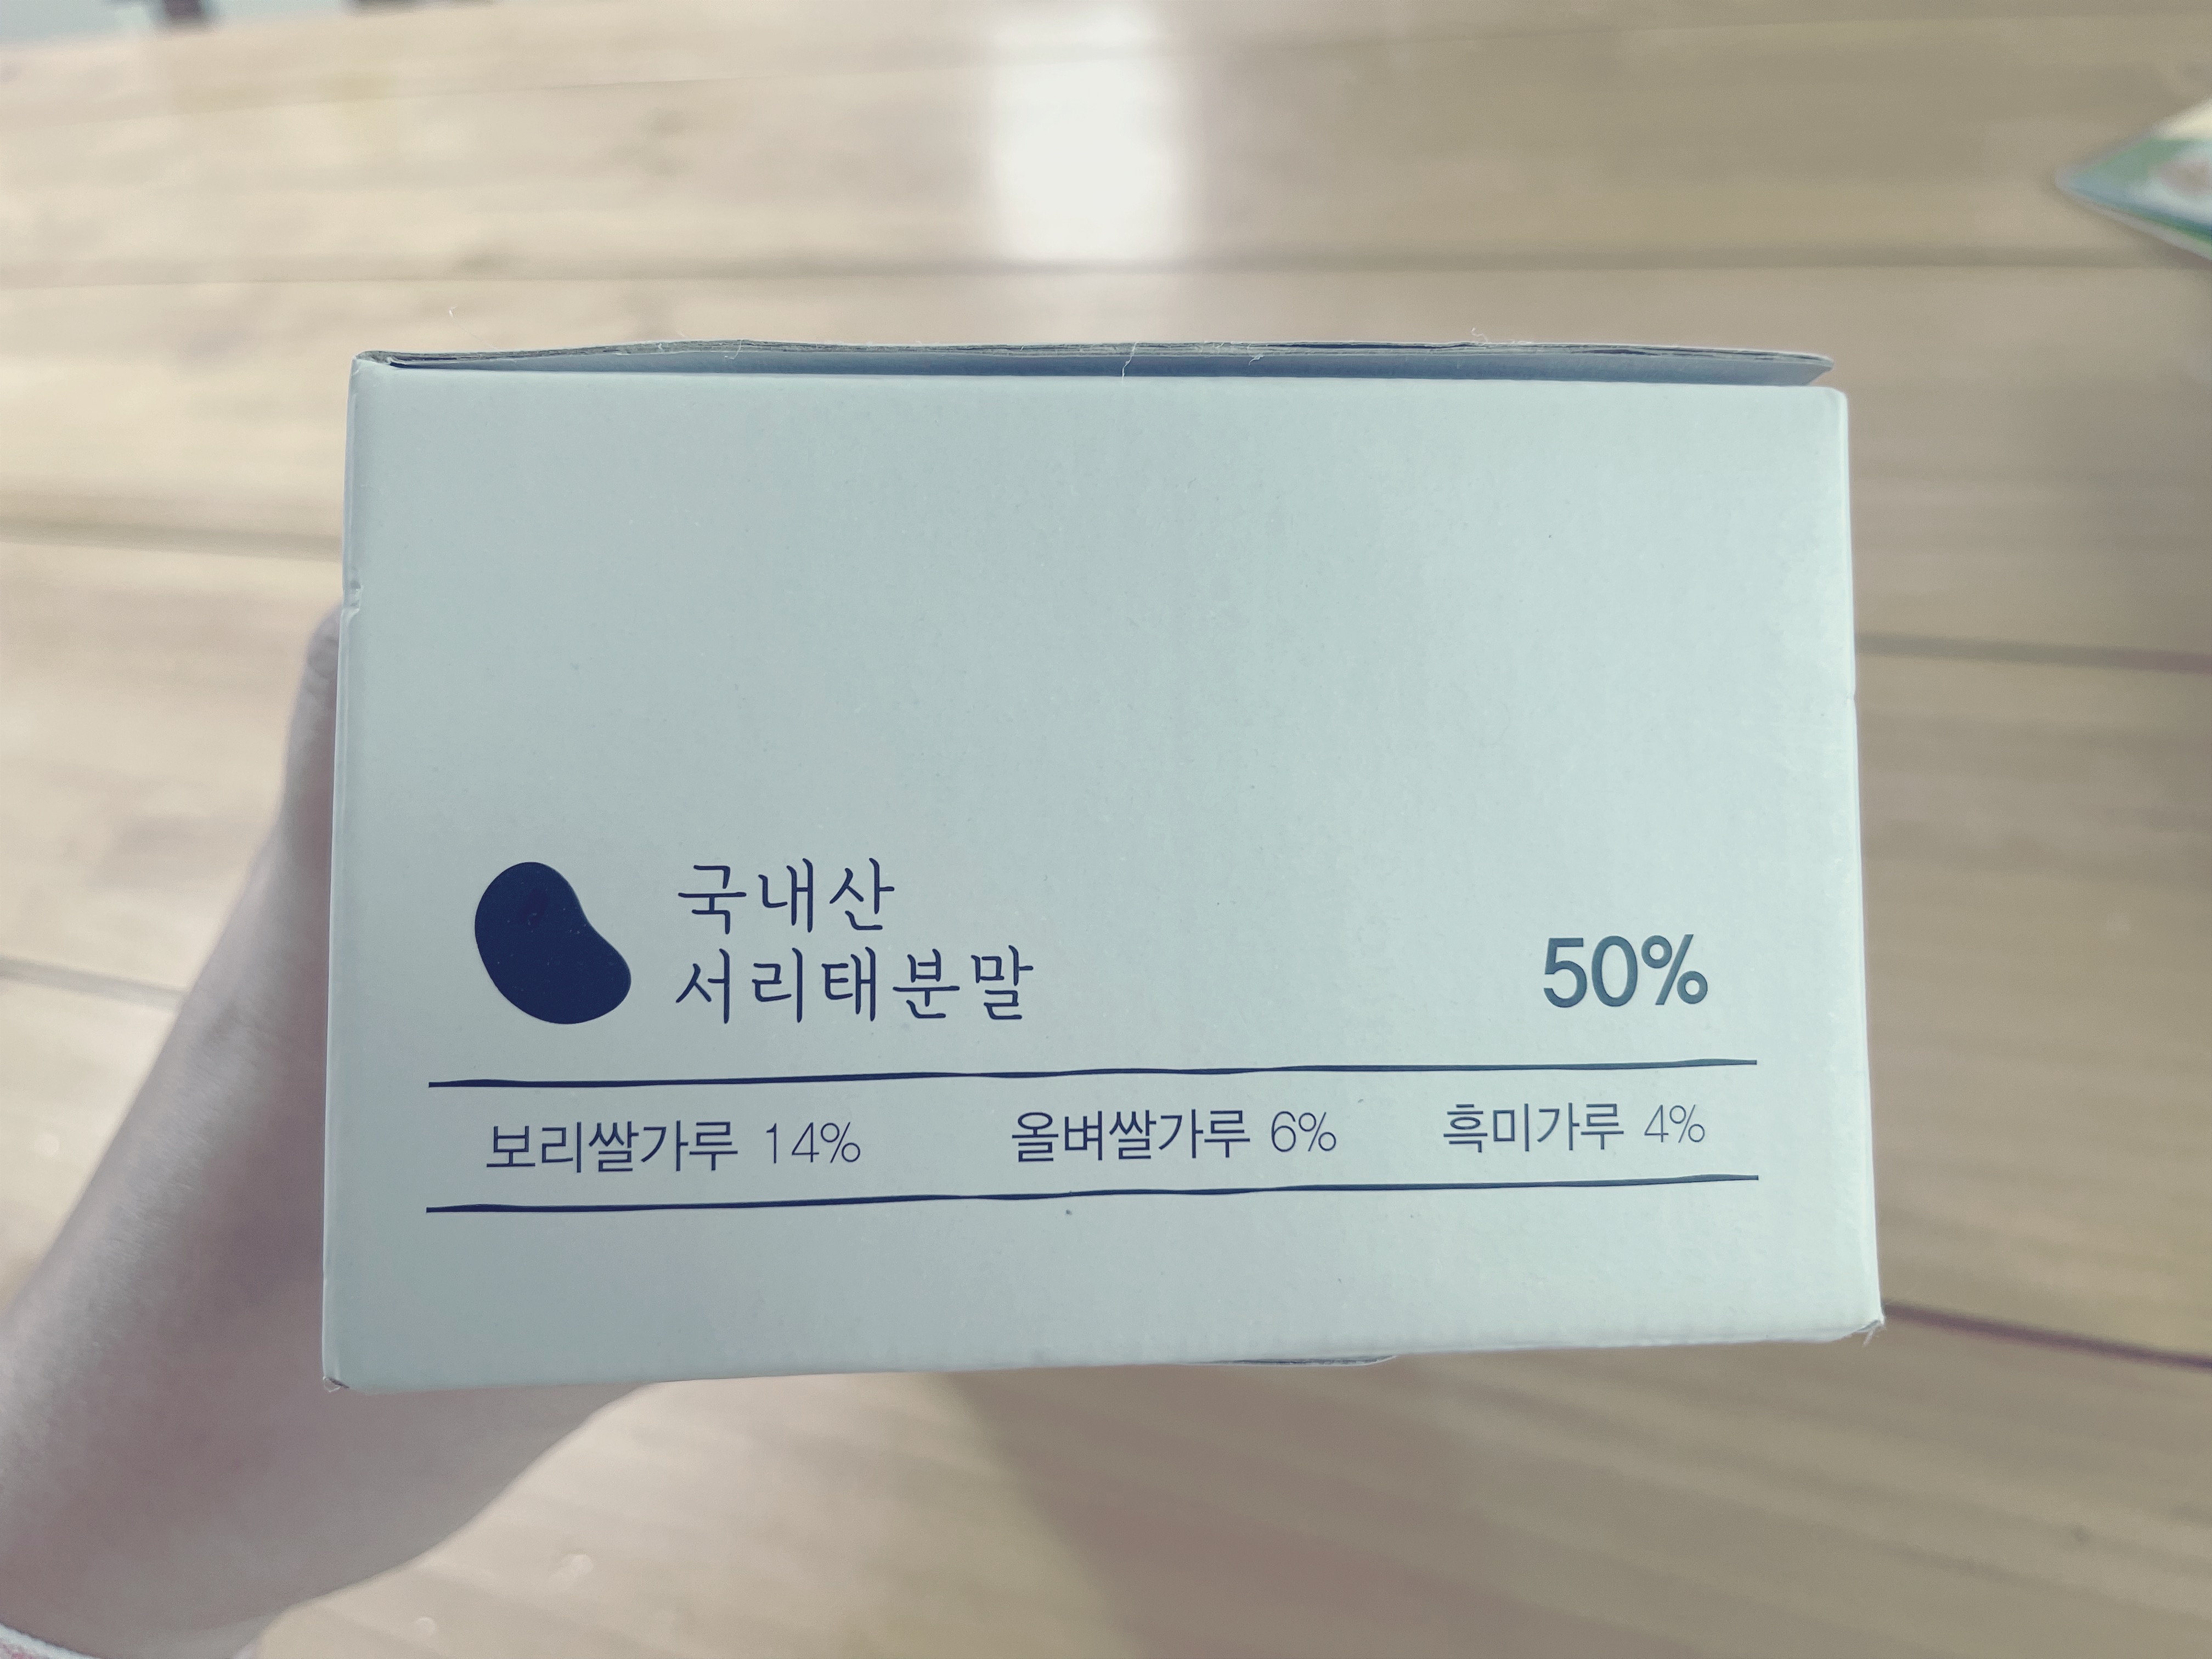 국내산
서리태분말 50%
보리쌀가루 14% 올벼쌀가루 6% 흑미가루 4%